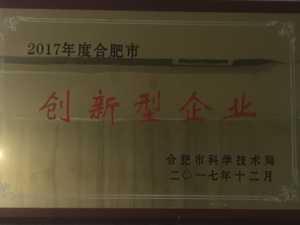 2017年度合肥市
创新型企业
合肥市科学技术局
二〇一七年十二月